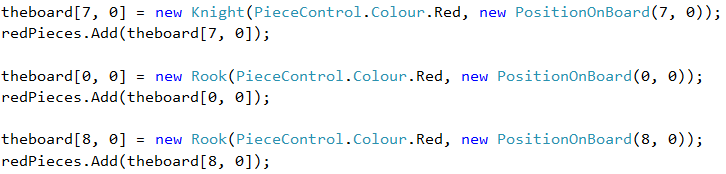 theboard[7, 0] = new Knight(PieceControl.Colour.Red, new PositionOnBoard(7, 0));
redPieces.Add(theboard[7, 0]);
theboard[0, 0] = new Rook(PieceControl.Colour.Red, new PositionOnBoard(0, 0));
redPieces.Add(theboard[0, 0]);
theboard[8, 0] = new Rook(PieceControl.Colour.Red, new PositionOnBoard(8, 0));
redPieces.Add(theboard[8, 0]);